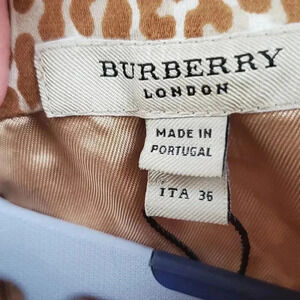 BURBERRY
LONDON
MADE IN
PORTUGAL
ITA 36